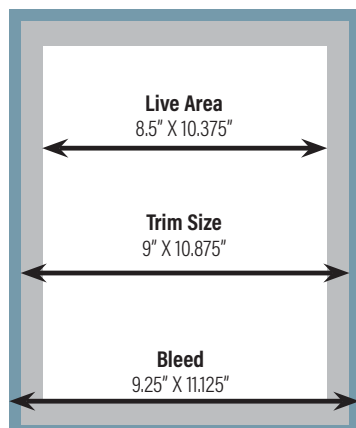 Live Area
8.5" X 10.375"
Trim Size
9" X 10.875"
Bleed
9.25" X 11.125"